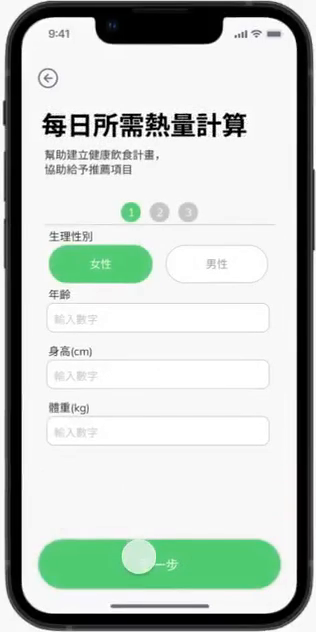 9:41
每日所需熱量計算
幫助建立健康飲食計畫，
協助給予推薦項目
1 2 3
生理性別
女性 男性
年齡
輸入數字
身高(cm)
輸入數字
體重(kg)
輸入數字
一步